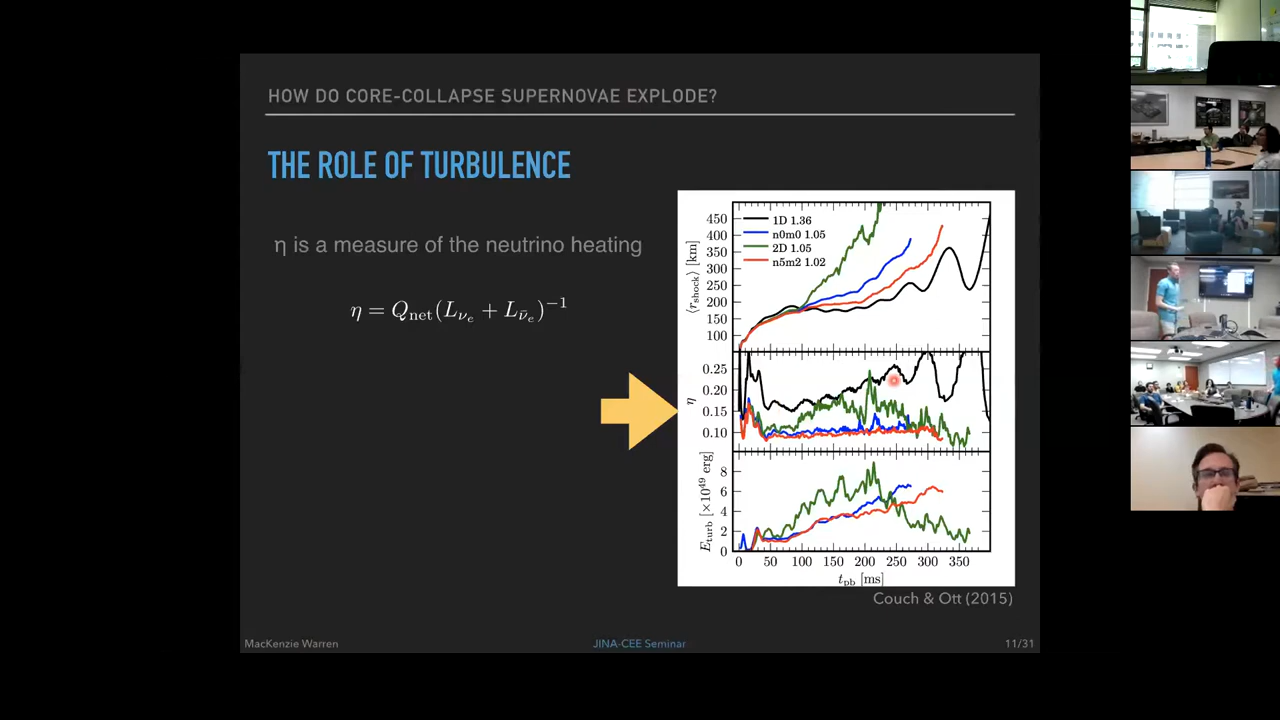 HOW DO CORE-COLLAPSE SUPERNOVAE EXPLODE?
THE ROLE OF TURBULENCE
η is a measure of the neutrino heating
η = Q_net(L_ν_e + L_ν̄_e)^−1
1D 1.36
n0m0 1.05
2D 1.05
n5m2 1.02
⟨r_shock⟩ [km]
450
400
350
300
250
200
150
100
η
0.25
0.20
0.15
0.10
E_turb [×10^49 erg]
8
6
4
2
0
0 50 100 150 200 250 300 350
t_pb [ms]
Couch & Ott (2015)
MacKenzie Warren
JINA-CEE Seminar
11/31